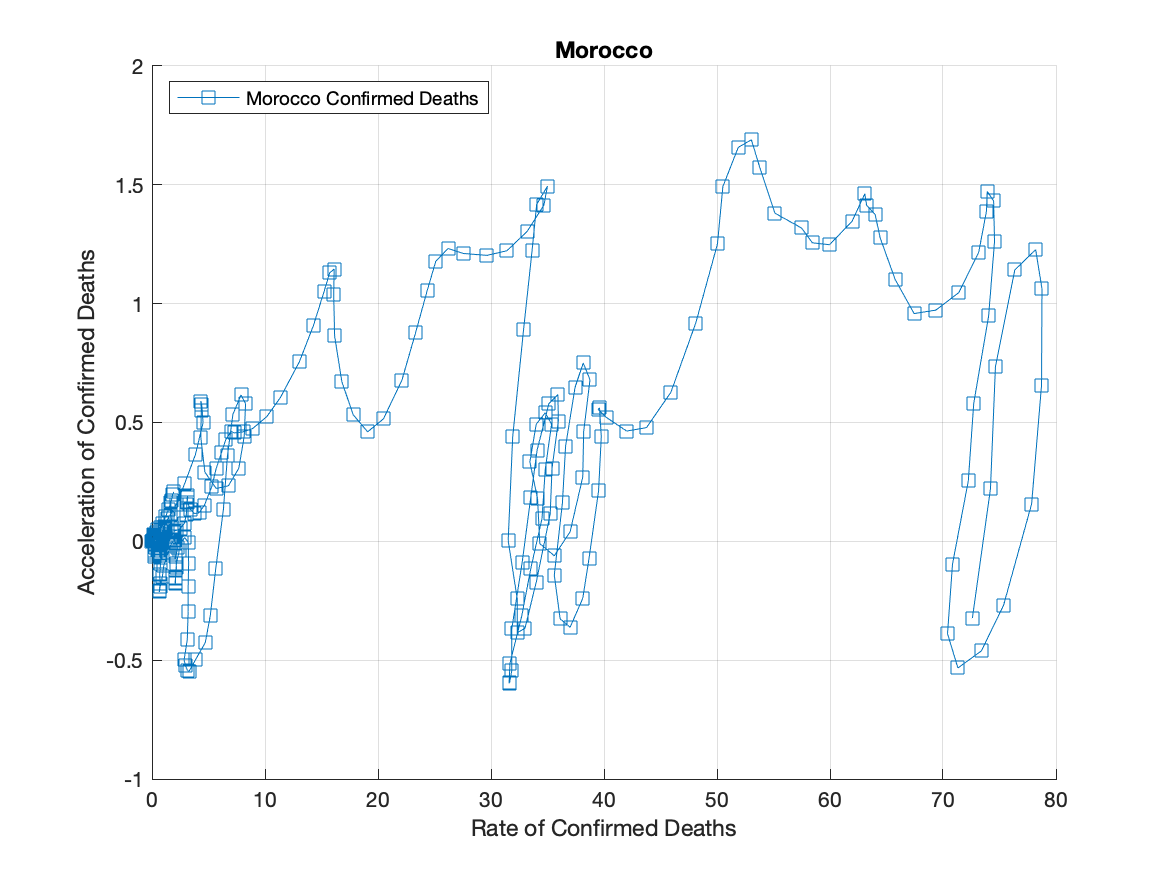 Morocco
Morocco Confirmed Deaths
2
1.5
1
0.5
0
-0.5
-1
Acceleration of Confirmed Deaths
0 10 20 30 40 50 60 70 80
Rate of Confirmed Deaths